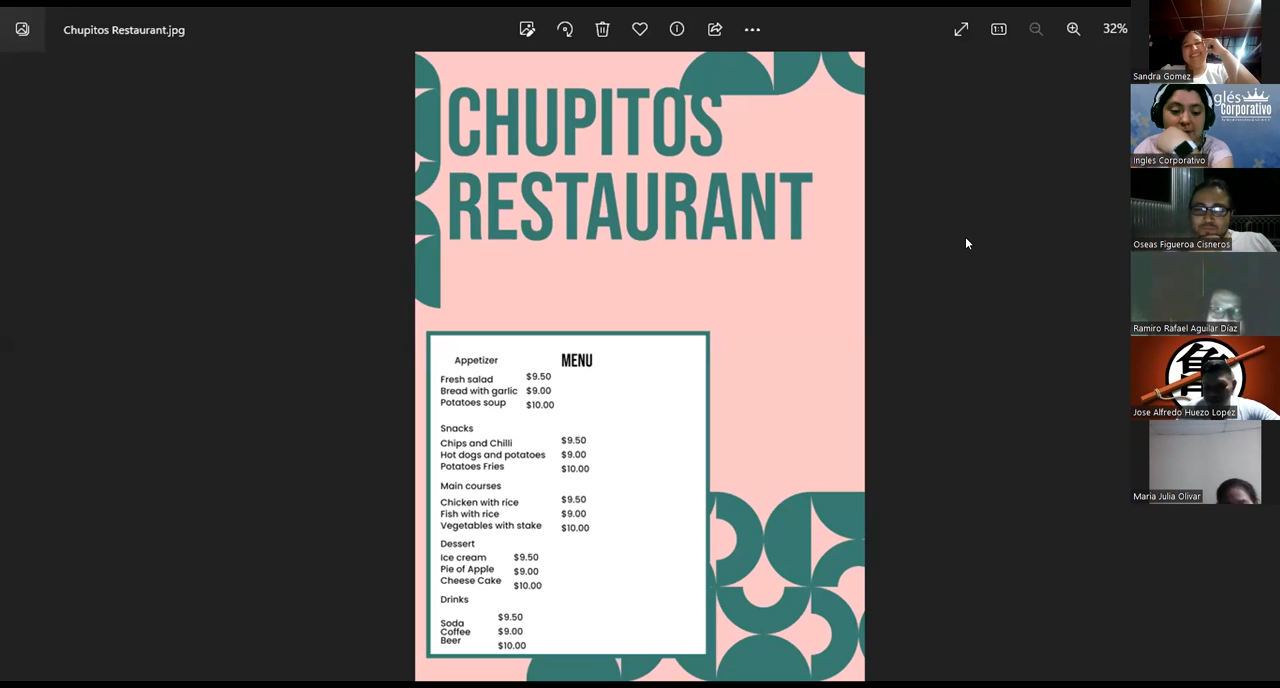 Chupitos Restaurant.jpg
32%
CHUPITOS
RESTAURANT
MENU
Appetizer
Fresh salad $9.50
Bread with garlic $9.00
Potatoes soup $10.00
Snacks
Chips and Chilli $9.50
Hot dogs and potatoes $9.00
Potatoes Fries $10.00
Main courses
Chicken with rice $9.50
Fish with rice $9.00
Vegetables with stake $10.00
Dessert
Ice cream $9.50
Pie of Apple $9.00
Cheese Cake $10.00
Drinks
Soda $9.50
Coffee $9.00
Beer $10.00
Sandra Gomez
glés
Corporativo
Ingles Corporativo
Oseas Figueroa Cisneros
Ramiro Rafael Aguilar Díaz
Jose Alfredo Huezo Lopez
Maria Julia Olivar